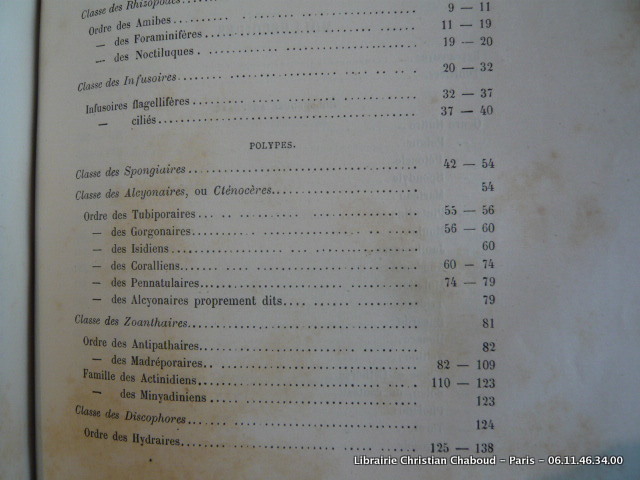 Classe des Rhizopodes
Ordre des Amibes. . . . . . . . . . . . . . . . . . . . 9 — 11
— des Foraminifères. . . . . . . . . . . . . . . . . . . . 11 — 19
— des Noctiluques. . . . . . . . . . . . . . . . . . . . 19 — 20
Classe des Infusoires. . . . . . . . . . . . . . . . . . . . 20 — 32
Infusoires flagellifères. . . . . . . . . . . . . . . . . . . . 32 — 37
— ciliés. . . . . . . . . . . . . . . . . . . . 37 — 40
POLYPES.
Classe des Spongiaires. . . . . . . . . . . . . . . . . . . . 42 — 54
Classe des Alcyonaires, ou Cténocères. . . . . . . . . . . . . . . . . . . . 54
Ordre des Tubiporaires. . . . . . . . . . . . . . . . . . . . 55 — 56
— des Gorgonaires. . . . . . . . . . . . . . . . . . . . 56 — 60
— des Isidiens. . . . . . . . . . . . . . . . . . . . 60
— des Coralliens. . . . . . . . . . . . . . . . . . . . 60 — 74
— des Pennatulaires. . . . . . . . . . . . . . . . . . . . 74 — 79
— des Alcyonaires proprement dits. . . . . . . . . . . . . . . . . . . . 79
Classe des Zoanthaires. . . . . . . . . . . . . . . . . . . . 81
Ordre des Antipathaires. . . . . . . . . . . . . . . . . . . . 82
— des Madréporaires. . . . . . . . . . . . . . . . . . . . 82 — 109
Famille des Actinidiens. . . . . . . . . . . . . . . . . . . . 110 — 123
— des Minyadiniens. . . . . . . . . . . . . . . . . . . . 123
Classe des Discophores. . . . . . . . . . . . . . . . . . . . 124
Ordre des Hydraires. . . . . . . . . . . . . . . . . . . . 125 — 138
Librairie Christian Chaboud – Paris – 06.11.46.34.00